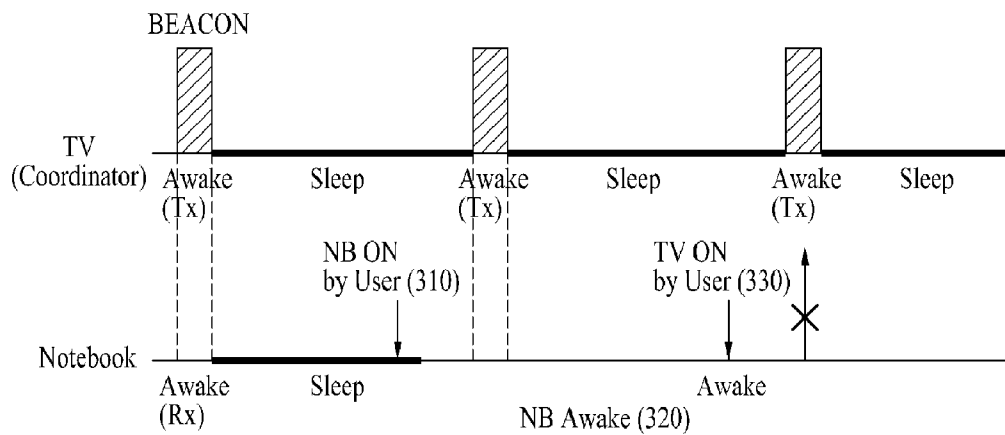 BEACON
TV
(Coordinator)
Awake
(Tx)
Sleep
Awake
(Tx)
Sleep
Awake
(Tx)
Sleep
NB ON
by User (310)
TV ON
by User (330)
Notebook
Awake
(Rx)
Sleep
Awake
NB Awake (320)